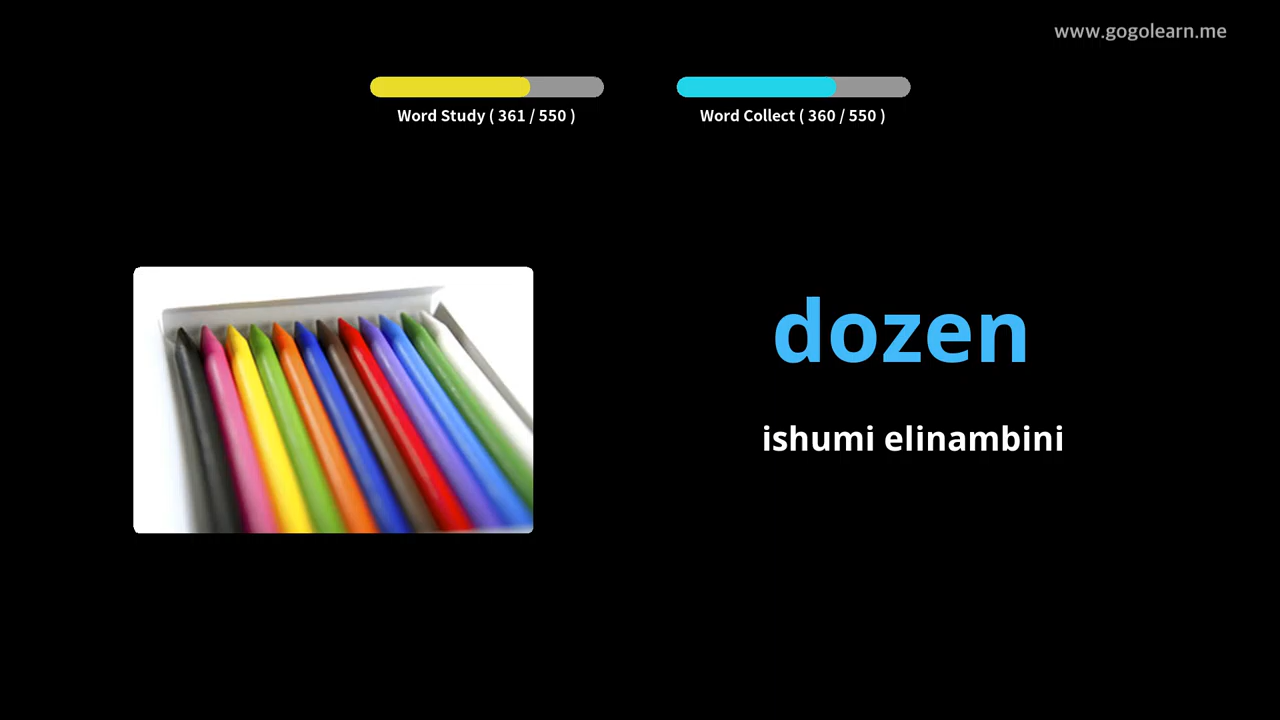 www.gogolearn.me
Word Study ( 361 / 550 )
Word Collect ( 360 / 550 )
dozen
ishumi elinambini